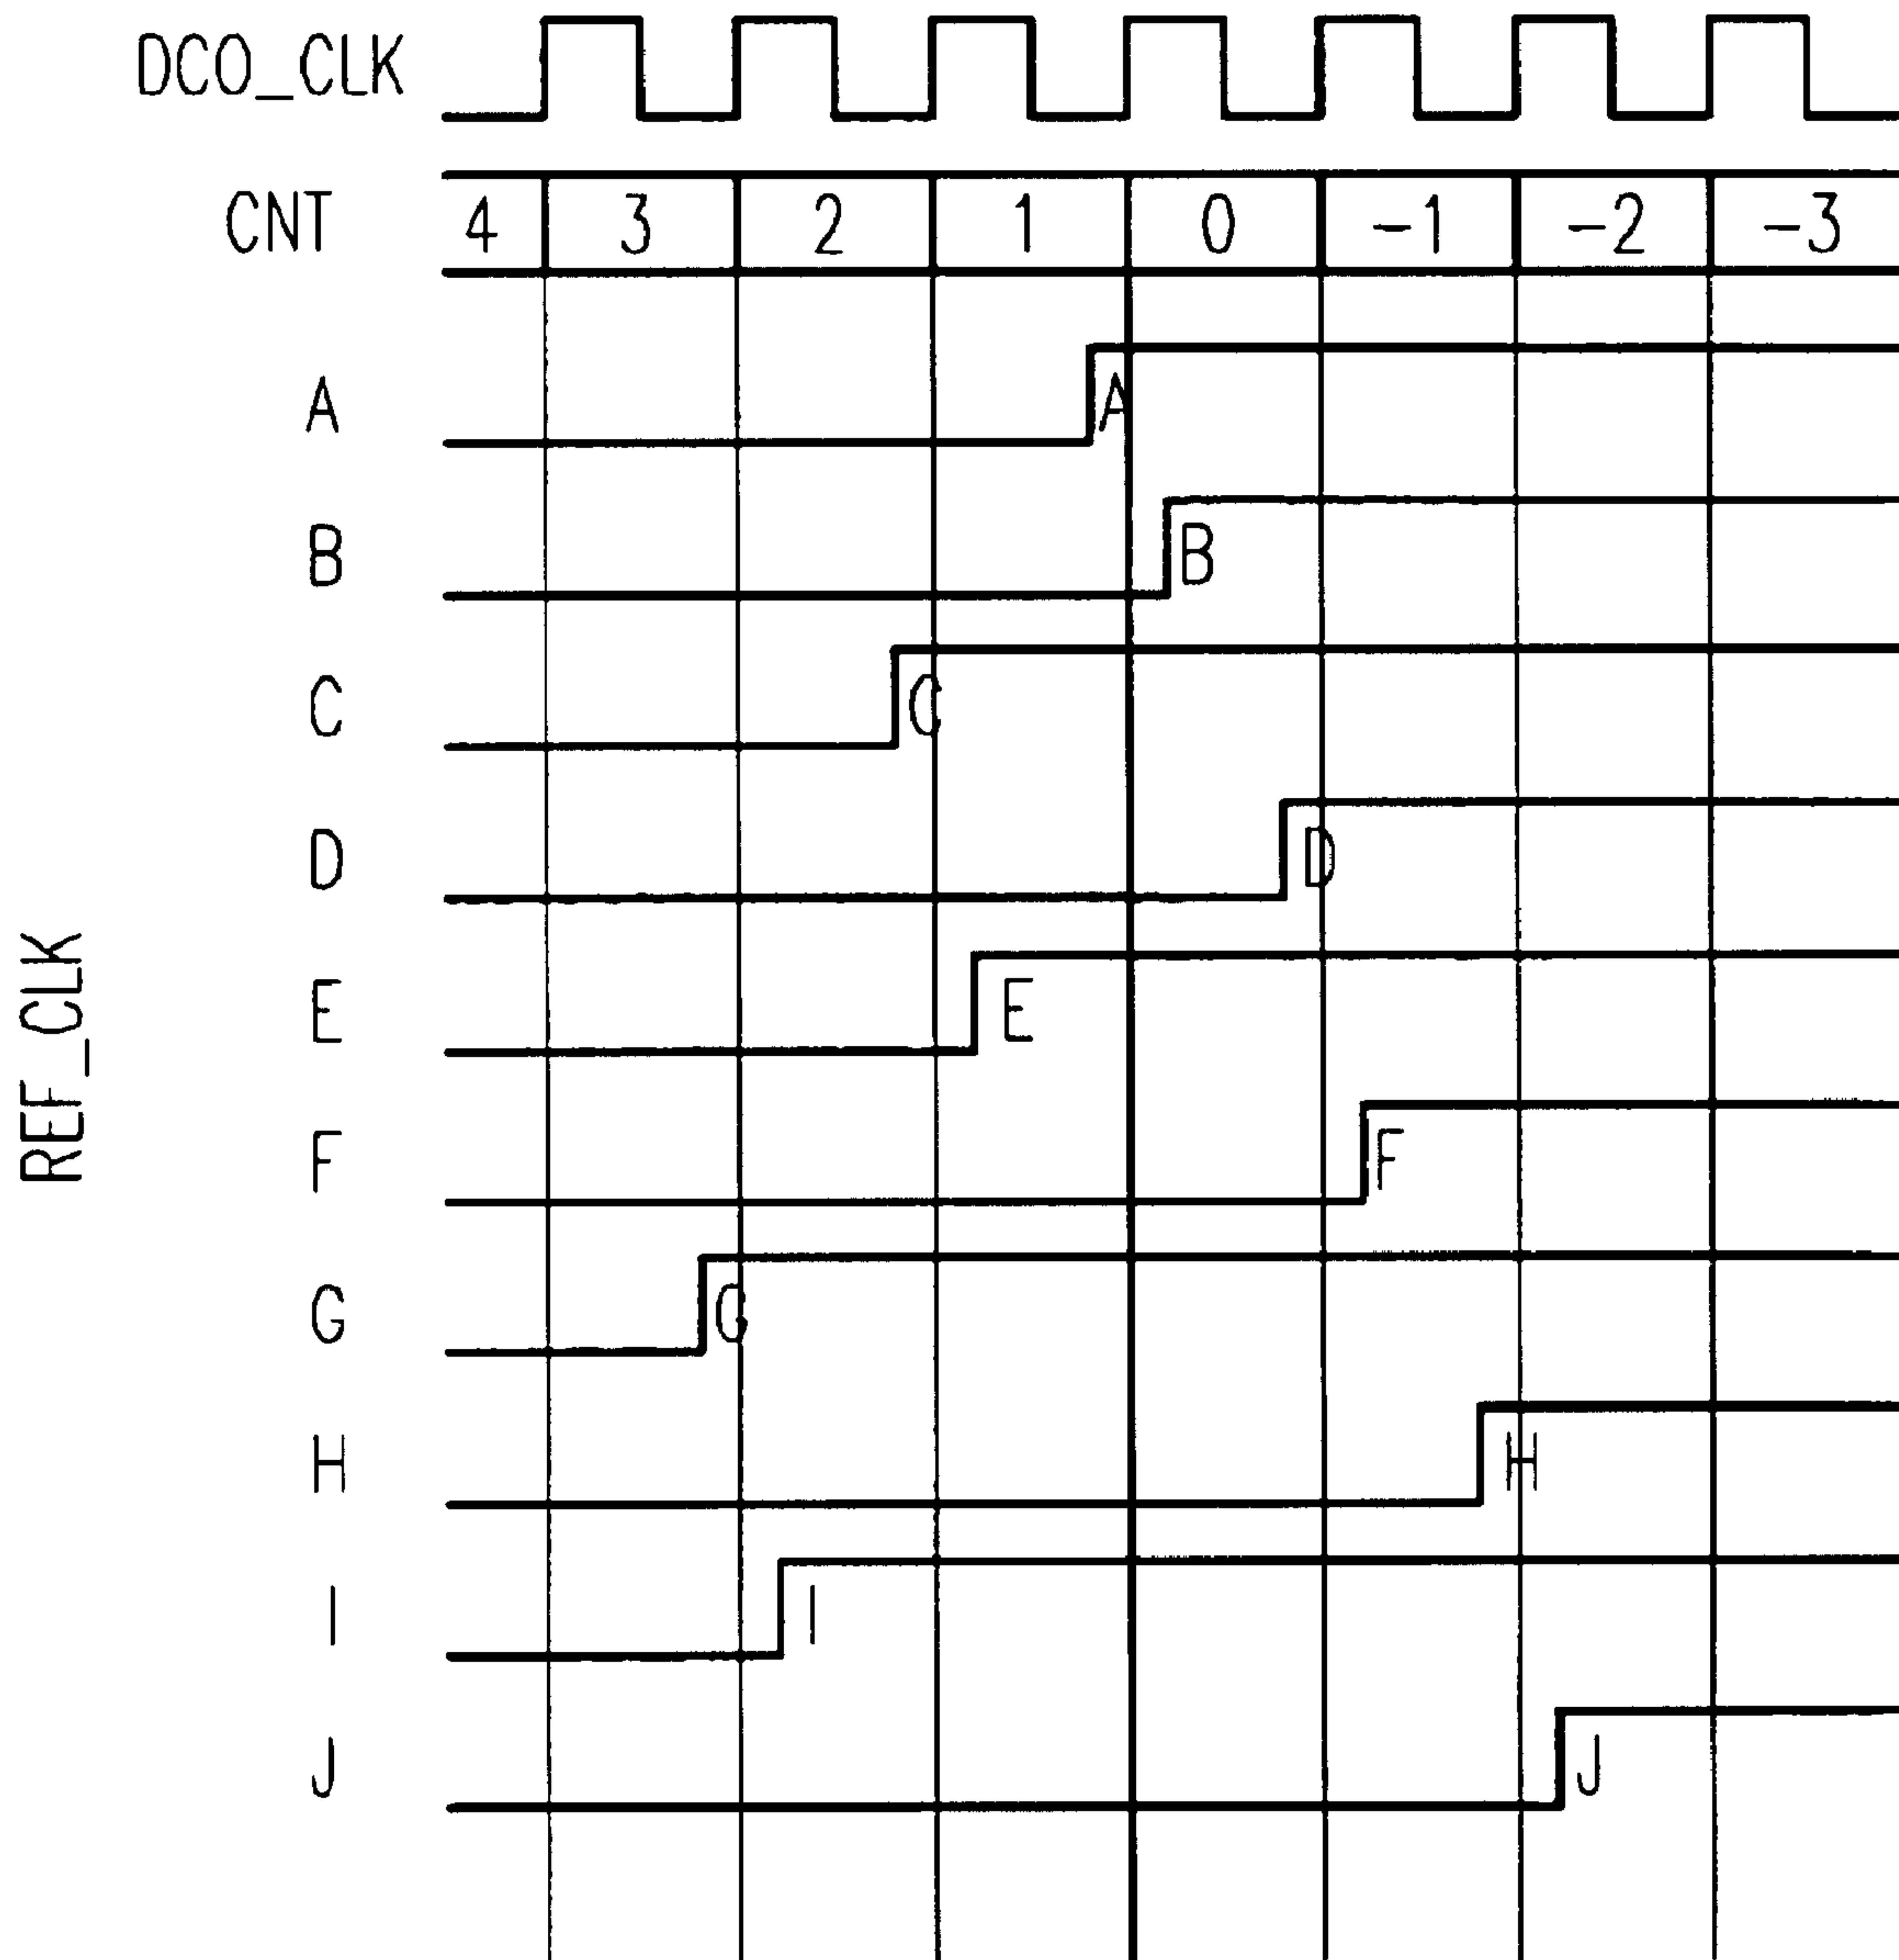 DCO_CLK
CNT 4 3 2 1 0 -1 -2 -3
A A
B B
C C
D D
REF_CLK
E E
F F
G G
H H
I I
J J